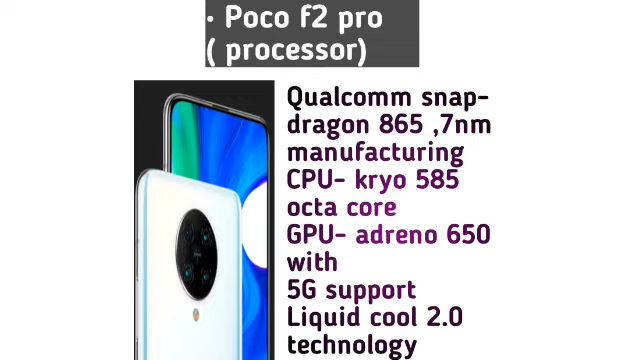 • Poco f2 pro
( processor)
Qualcomm snap-
dragon 865 ,7nm
manufacturing
CPU- kryo 585
octa core
GPU- adreno 650
with
5G support
Liquid cool 2.0
technology